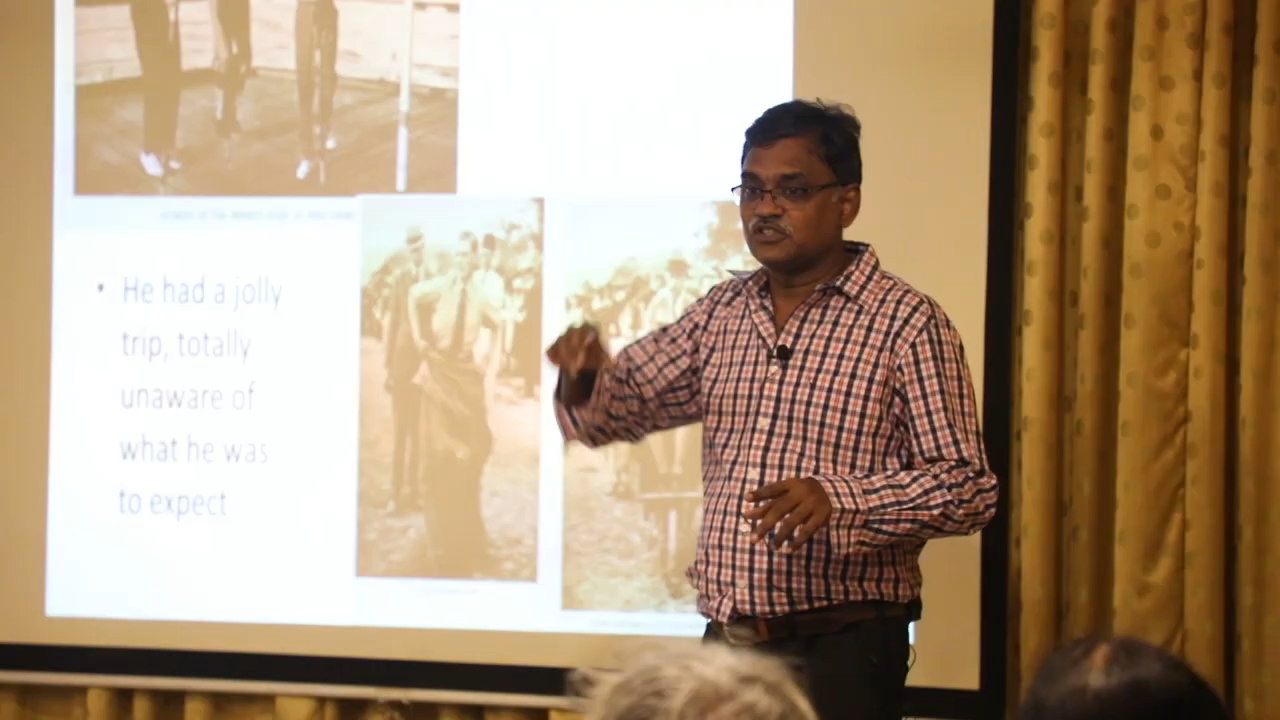 • He had a jolly
trip, totally
unaware of
what he was
to expect